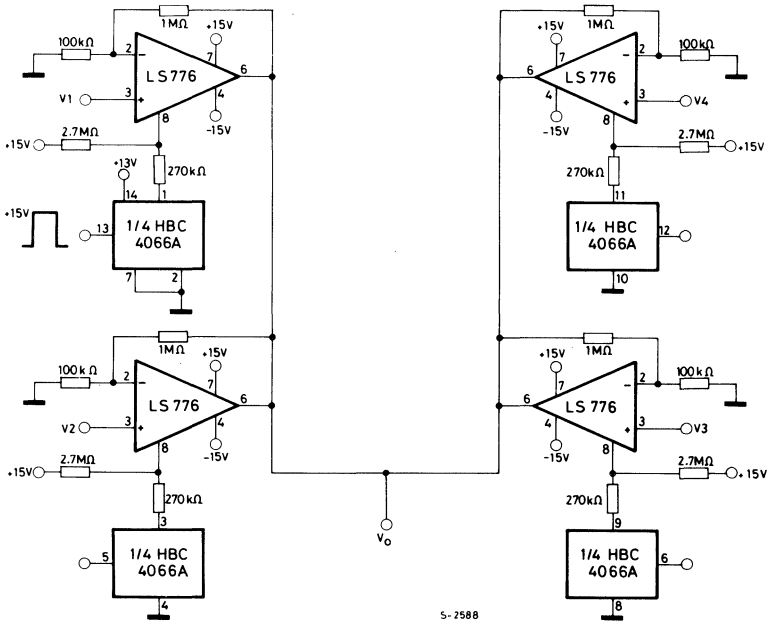 1MΩ
100kΩ
2
−
+15V
7
LS776
6
V1
3
+
4
-15V
8
+15V
2.7MΩ
270kΩ
+13V
14
1
+15V
13
1/4 HBC
4066A
7
2
1MΩ
100kΩ
2
−
+15V
7
LS776
6
V4
3
+
4
-15V
8
2.7MΩ
+15V
270kΩ
11
1/4 HBC
4066A
12
10
1MΩ
100kΩ
2
−
+15V
7
LS776
6
V2
3
+
4
-15V
8
+15V
2.7MΩ
270kΩ
3
5
1/4 HBC
4066A
4
1MΩ
100kΩ
2
−
+15V
7
LS776
6
V3
3
+
4
-15V
8
2.7MΩ
+15V
270kΩ
9
1/4 HBC
4066A
6
8
Vo
S-2588